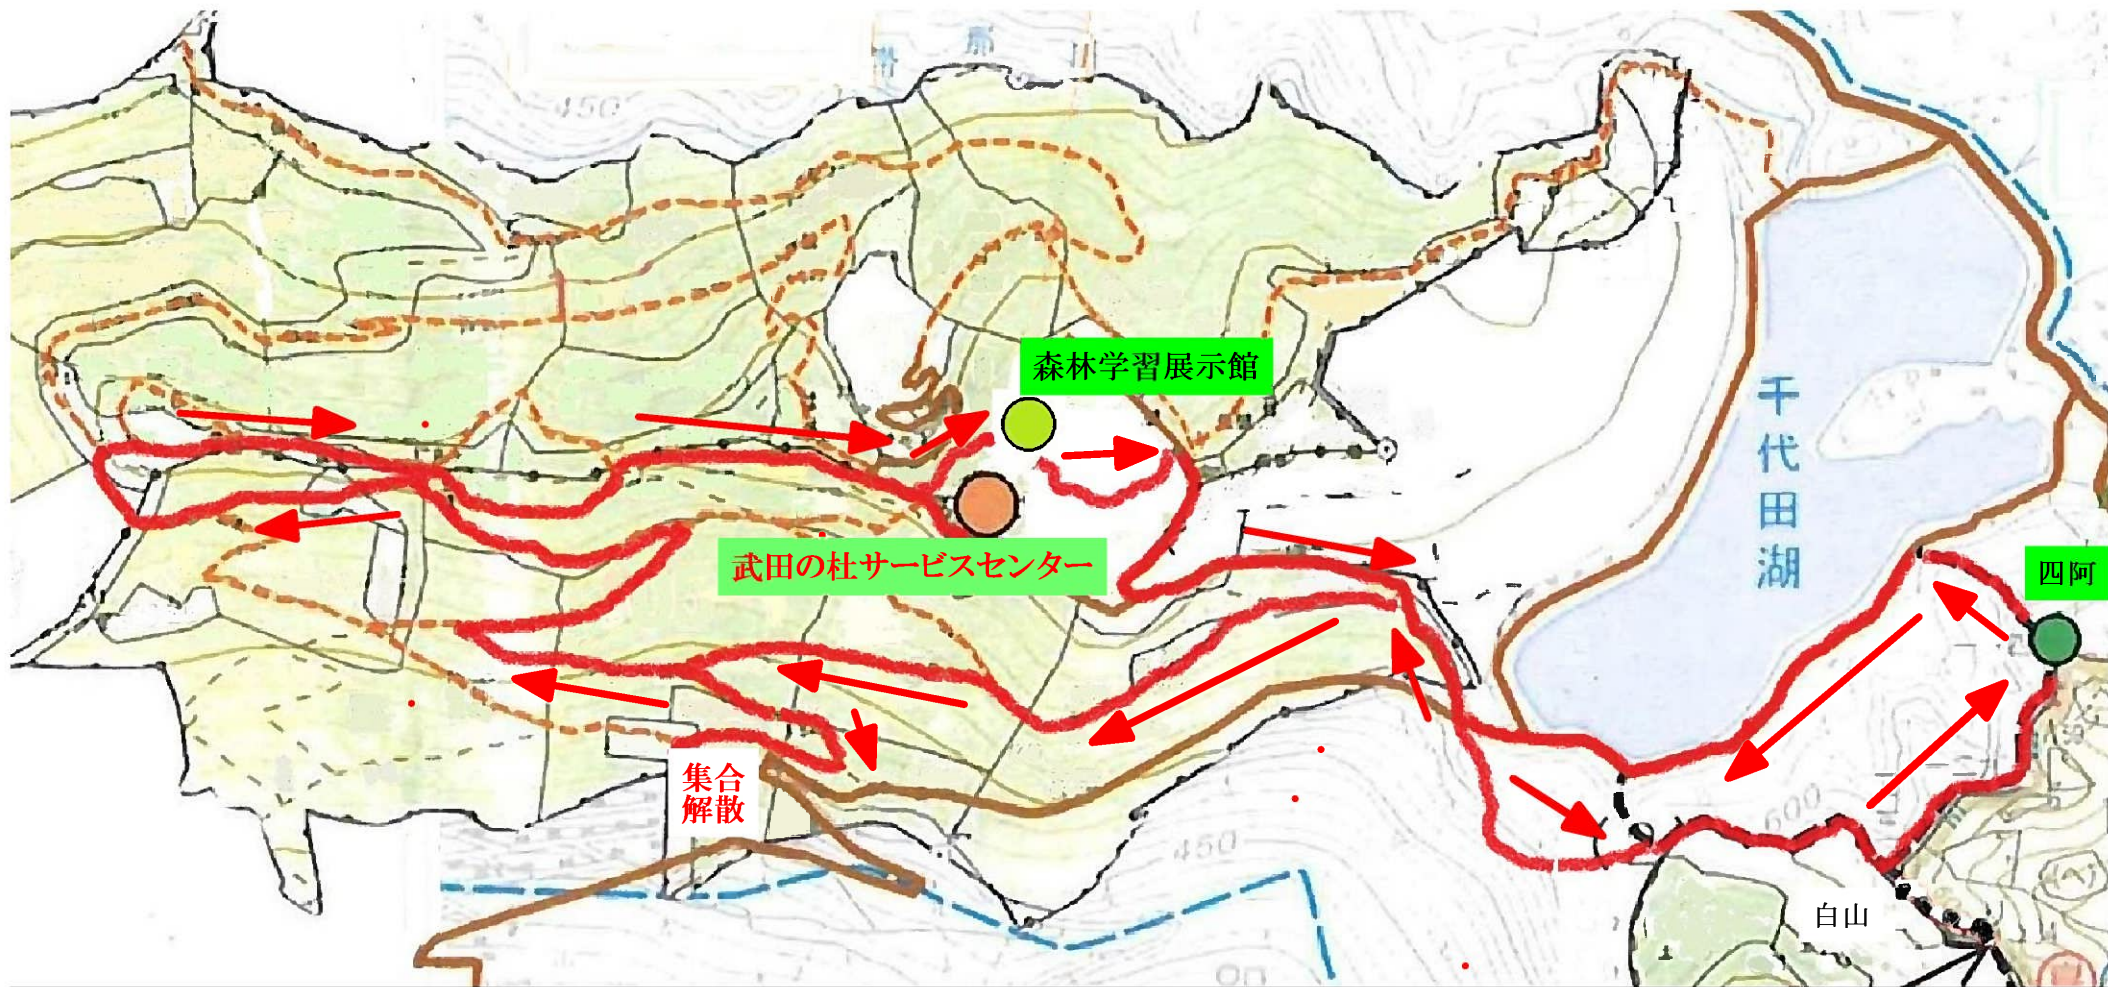 450
森林学習展示館
千代田湖
武田の杜サービスセンター
四阿
集合
解散
600
450
白山